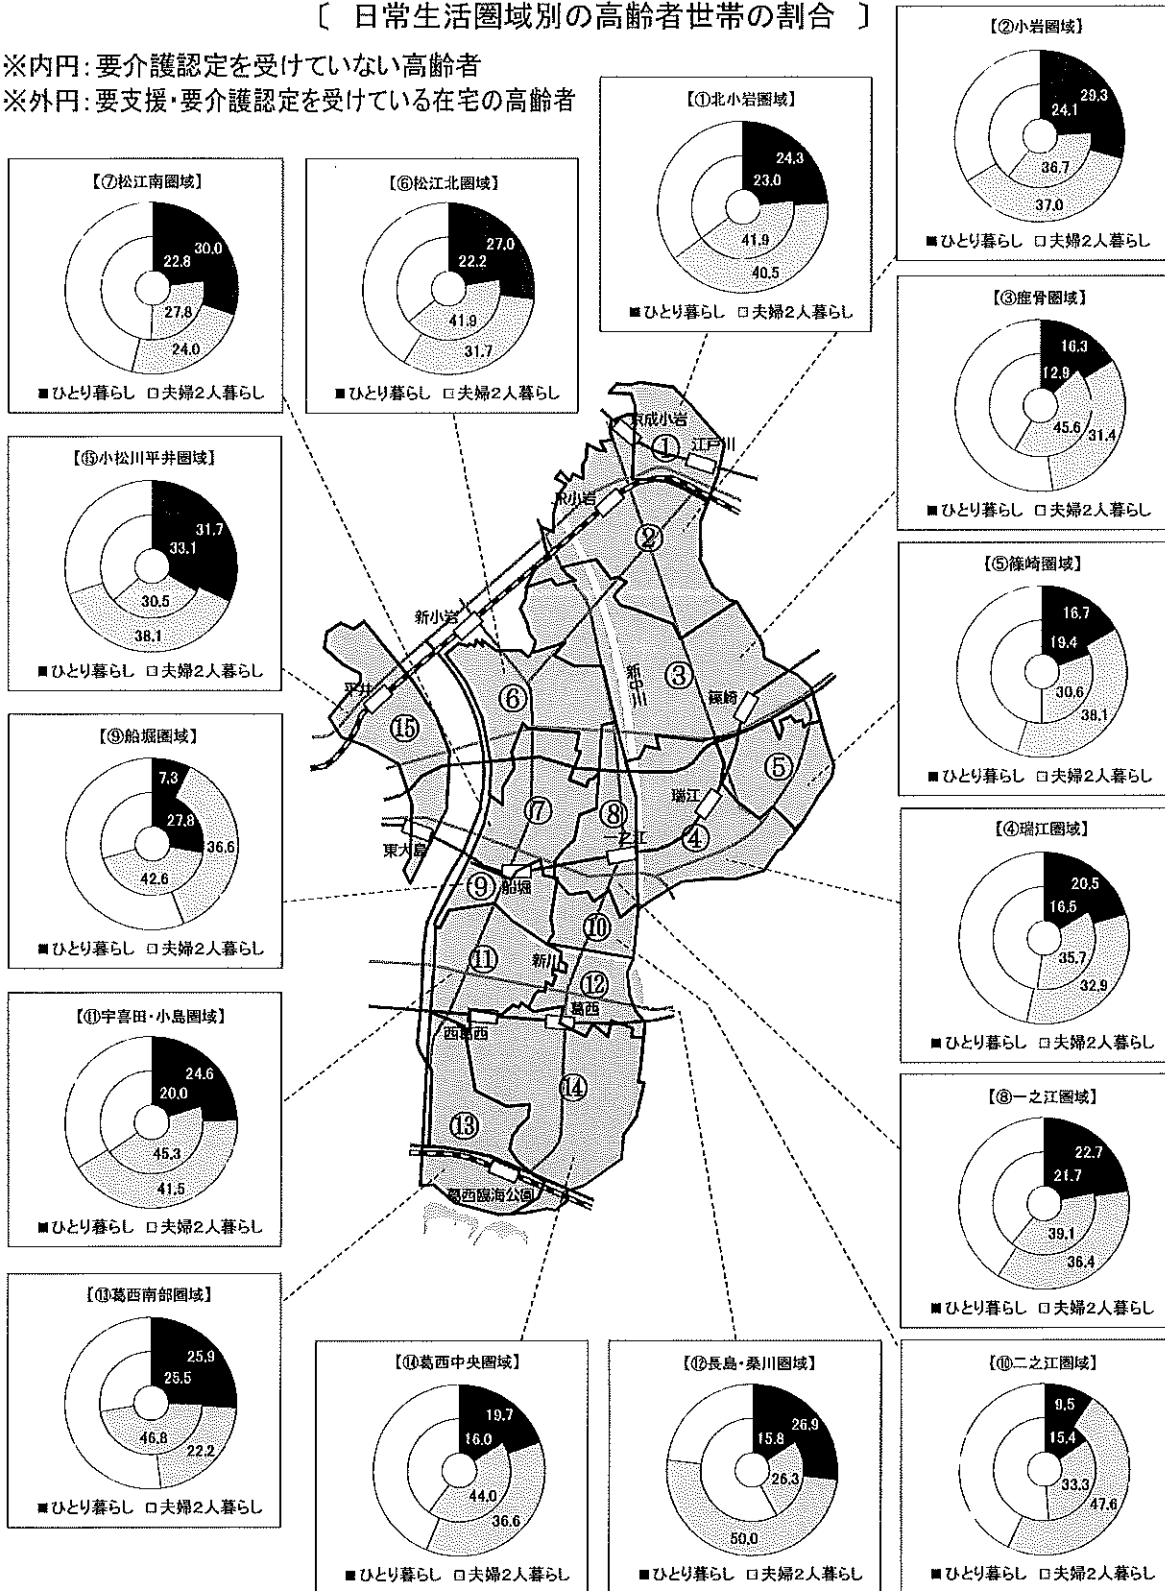 〔 日常生活圏域別の高齢者世帯の割合 〕
※内円：要介護認定を受けていない高齢者
※外円：要支援・要介護認定を受けている在宅の高齢者
【②小岩圏域】
29.3
24.1
36.7
37.0
■ひとり暮らし □夫婦2人暮らし
【①北小岩圏域】
24.3
23.0
41.9
40.5
■ひとり暮らし □夫婦2人暮らし
【⑦松江南圏域】
30.0
22.8
27.8
24.0
■ひとり暮らし □夫婦2人暮らし
【⑥松江北圏域】
27.0
22.2
41.9
31.7
■ひとり暮らし □夫婦2人暮らし
【③鹿骨圏域】
16.3
12.9
45.6
31.4
■ひとり暮らし □夫婦2人暮らし
【⑮小松川平井圏域】
31.7
33.1
30.5
38.1
■ひとり暮らし □夫婦2人暮らし
【⑤篠崎圏域】
16.7
19.4
30.6
38.1
■ひとり暮らし □夫婦2人暮らし
【⑨船堀圏域】
7.3
27.8
36.6
42.6
■ひとり暮らし □夫婦2人暮らし
【④瑞江圏域】
20.5
16.5
35.7
32.9
■ひとり暮らし □夫婦2人暮らし
【⑪宇喜田・小島圏域】
24.6
20.0
45.3
41.5
■ひとり暮らし □夫婦2人暮らし
【⑧一之江圏域】
22.7
21.7
39.1
36.4
■ひとり暮らし □夫婦2人暮らし
【⑬葛西南部圏域】
25.9
25.5
46.8
22.2
■ひとり暮らし □夫婦2人暮らし
【⑭葛西中央圏域】
19.7
16.0
44.0
36.6
■ひとり暮らし □夫婦2人暮らし
【⑫長島・桑川圏域】
26.9
15.8
26.3
50.0
■ひとり暮らし □夫婦2人暮らし
【⑩二之江圏域】
9.5
15.4
33.3
47.6
■ひとり暮らし □夫婦2人暮らし
京成小岩
①
江戸川
JR小岩
②
新小岩
新中川
③
篠崎
平井
⑥
⑮
⑤
瑞江
⑦
⑧
一之江
④
東大島
⑨
船堀
⑩
⑪
新川
⑫
西葛西
葛西
⑭
⑬
葛西臨海公園